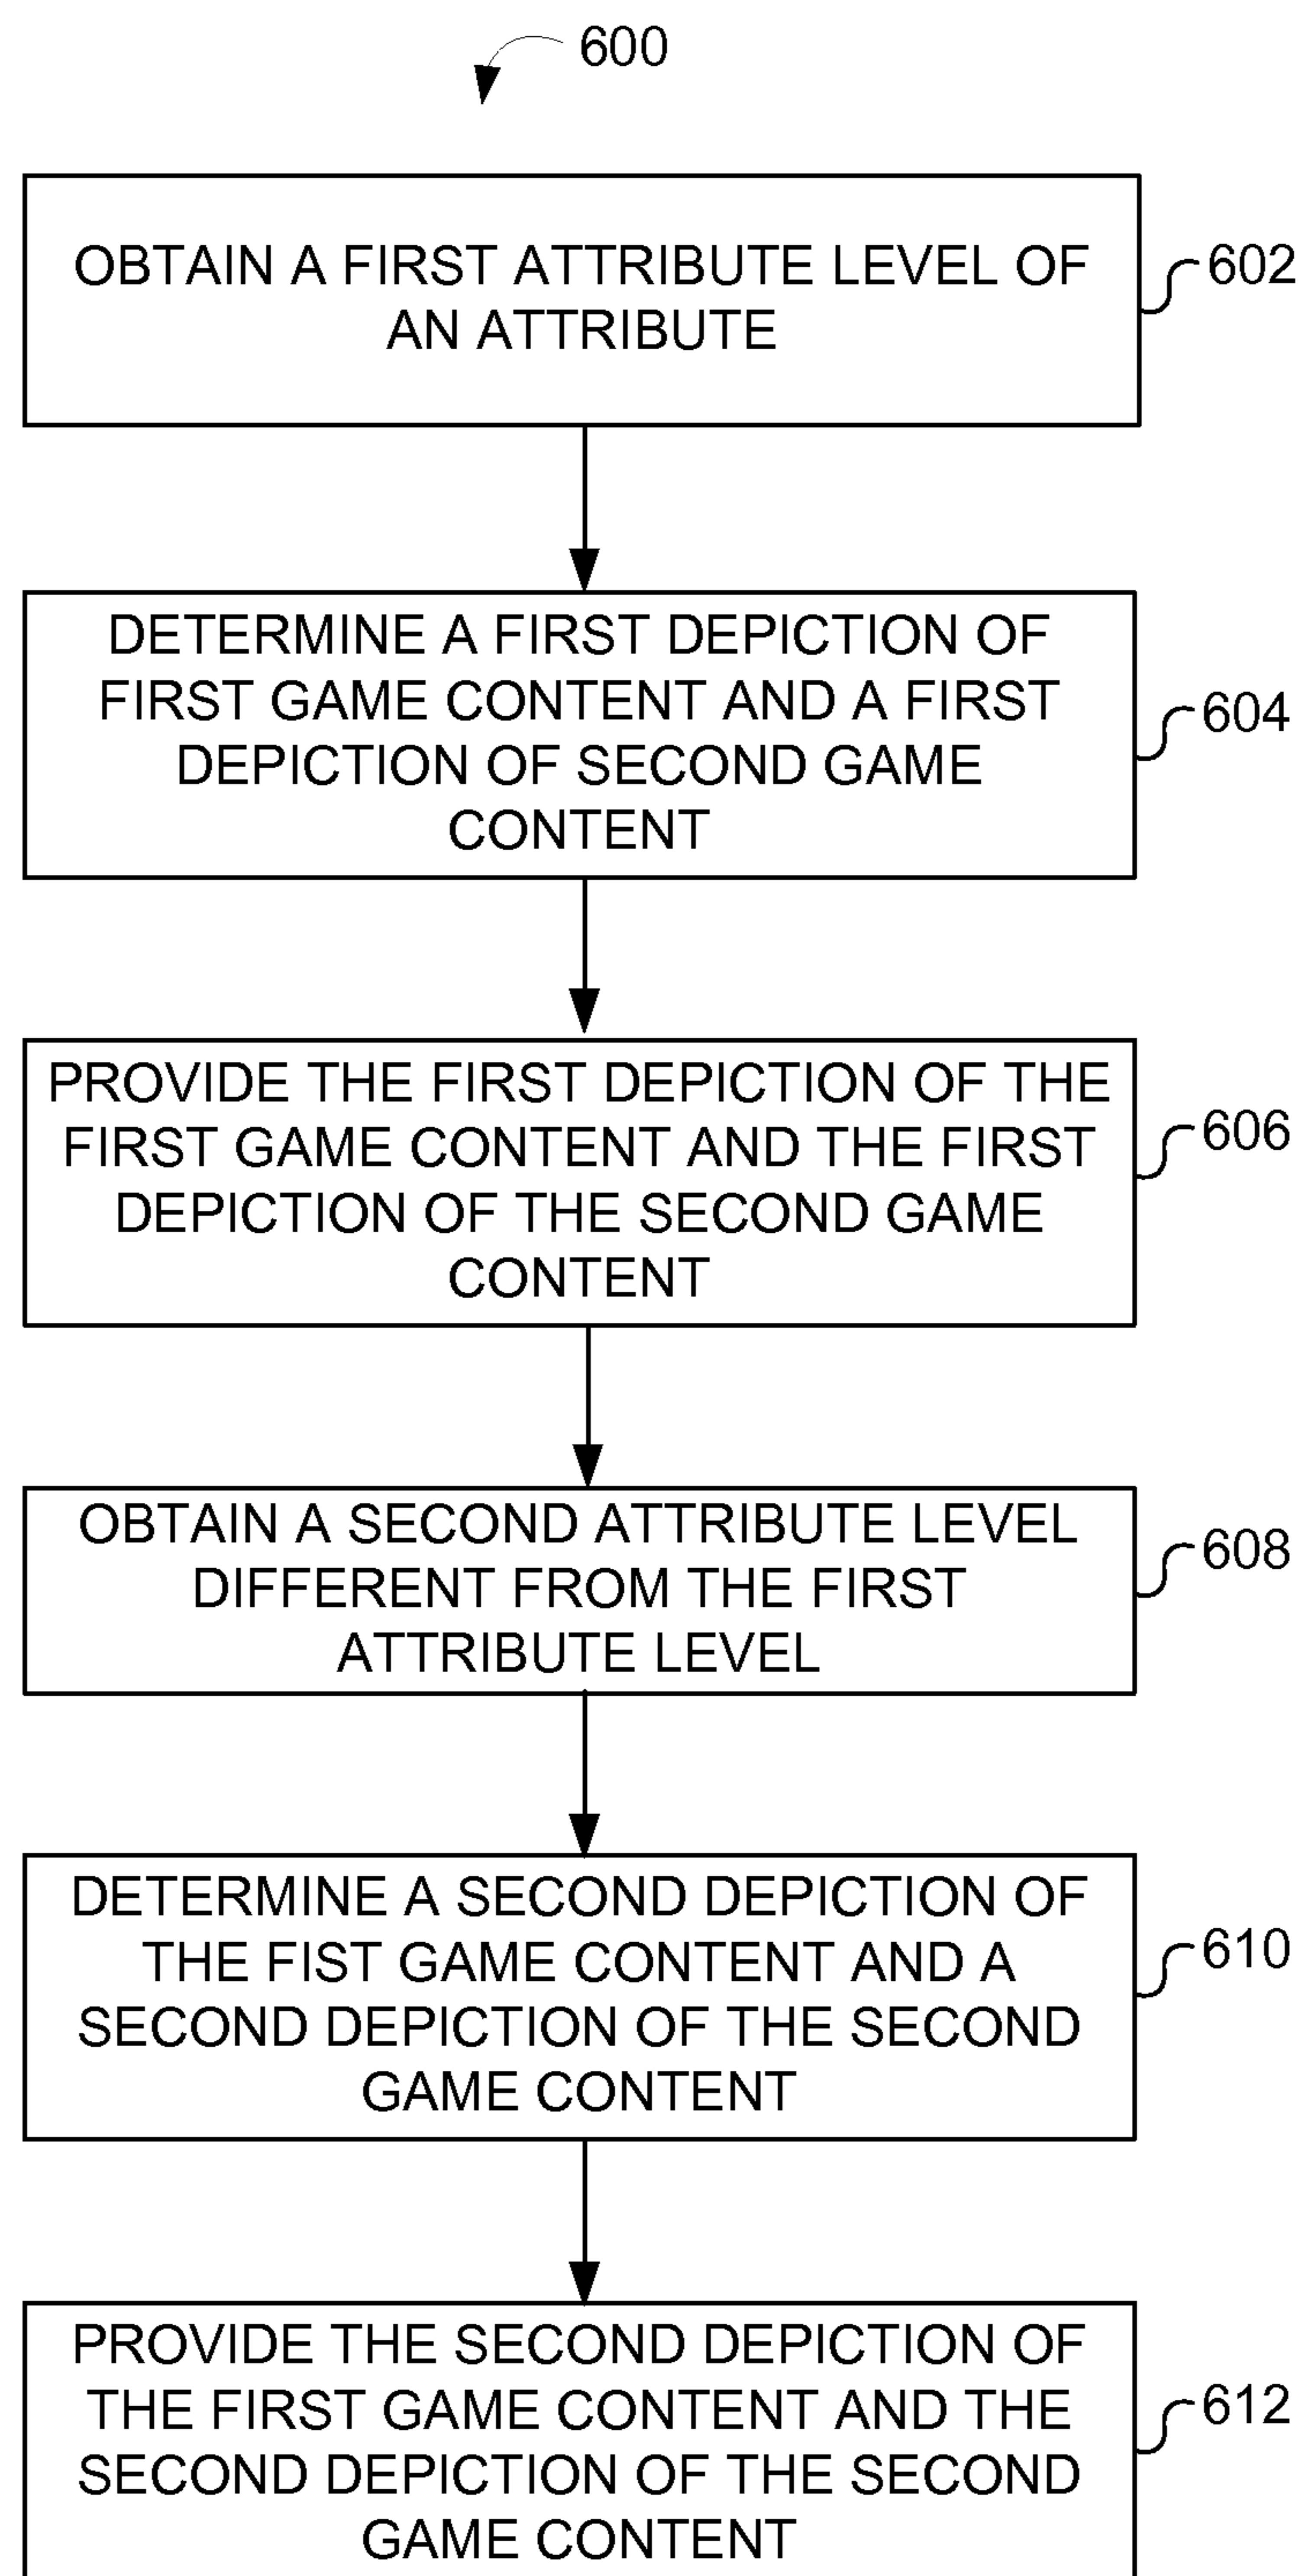 600
OBTAIN A FIRST ATTRIBUTE LEVEL OF
AN ATTRIBUTE
602
DETERMINE A FIRST DEPICTION OF
FIRST GAME CONTENT AND A FIRST
DEPICTION OF SECOND GAME
CONTENT
604
PROVIDE THE FIRST DEPICTION OF THE
FIRST GAME CONTENT AND THE FIRST
DEPICTION OF THE SECOND GAME
CONTENT
606
OBTAIN A SECOND ATTRIBUTE LEVEL
DIFFERENT FROM THE FIRST
ATTRIBUTE LEVEL
608
DETERMINE A SECOND DEPICTION OF
THE FIST GAME CONTENT AND A
SECOND DEPICTION OF THE SECOND
GAME CONTENT
610
PROVIDE THE SECOND DEPICTION OF
THE FIRST GAME CONTENT AND THE
SECOND DEPICTION OF THE SECOND
GAME CONTENT
612